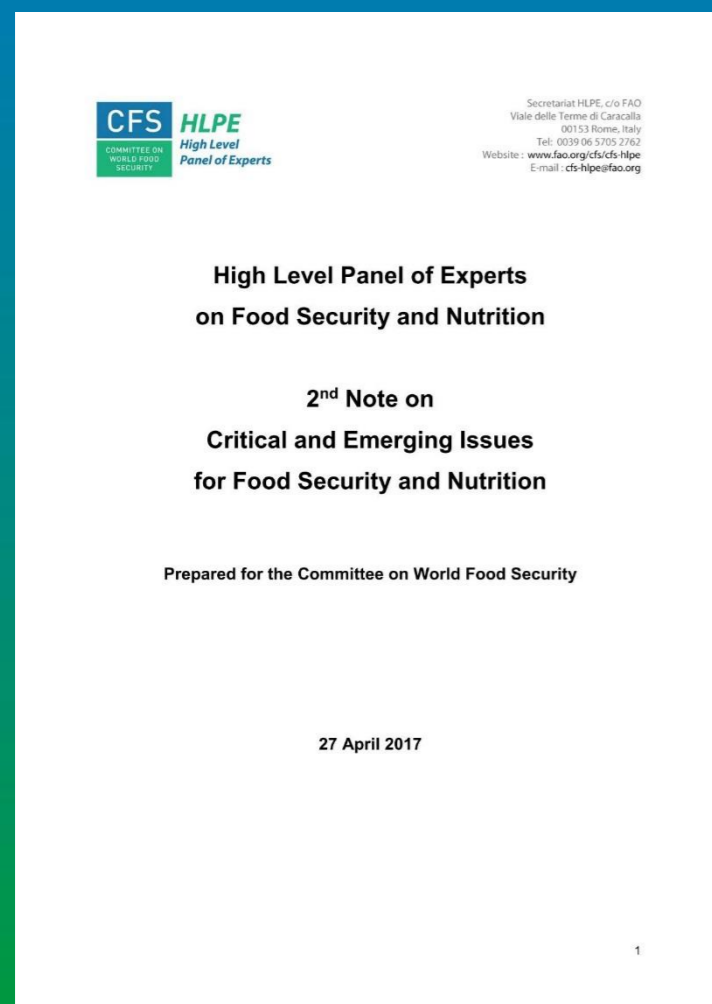 CFS
COMMITTEE ON
WORLD FOOD
SECURITY
HLPE
High Level
Panel of Experts
Secretariat HLPE, c/o FAO
Viale delle Terme di Caracalla
00153 Rome, Italy
Tel: 0039 06 5705 2762
Website : www.fao.org/cfs/cfs-hlpe
E-mail : cfs-hlpe@fao.org
High Level Panel of Experts
on Food Security and Nutrition
2nd Note on
Critical and Emerging Issues
for Food Security and Nutrition
Prepared for the Committee on World Food Security
27 April 2017
1